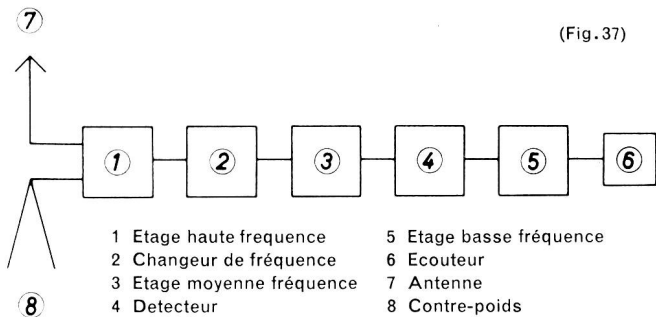 7
(Fig.37)
1 2 3 4 5 6
1 Etage haute frequence
2 Changeur de fréquence
3 Etage moyenne fréquence
4 Detecteur
5 Etage basse fréquence
6 Ecouteur
7 Antenne
8 Contre-poids
8